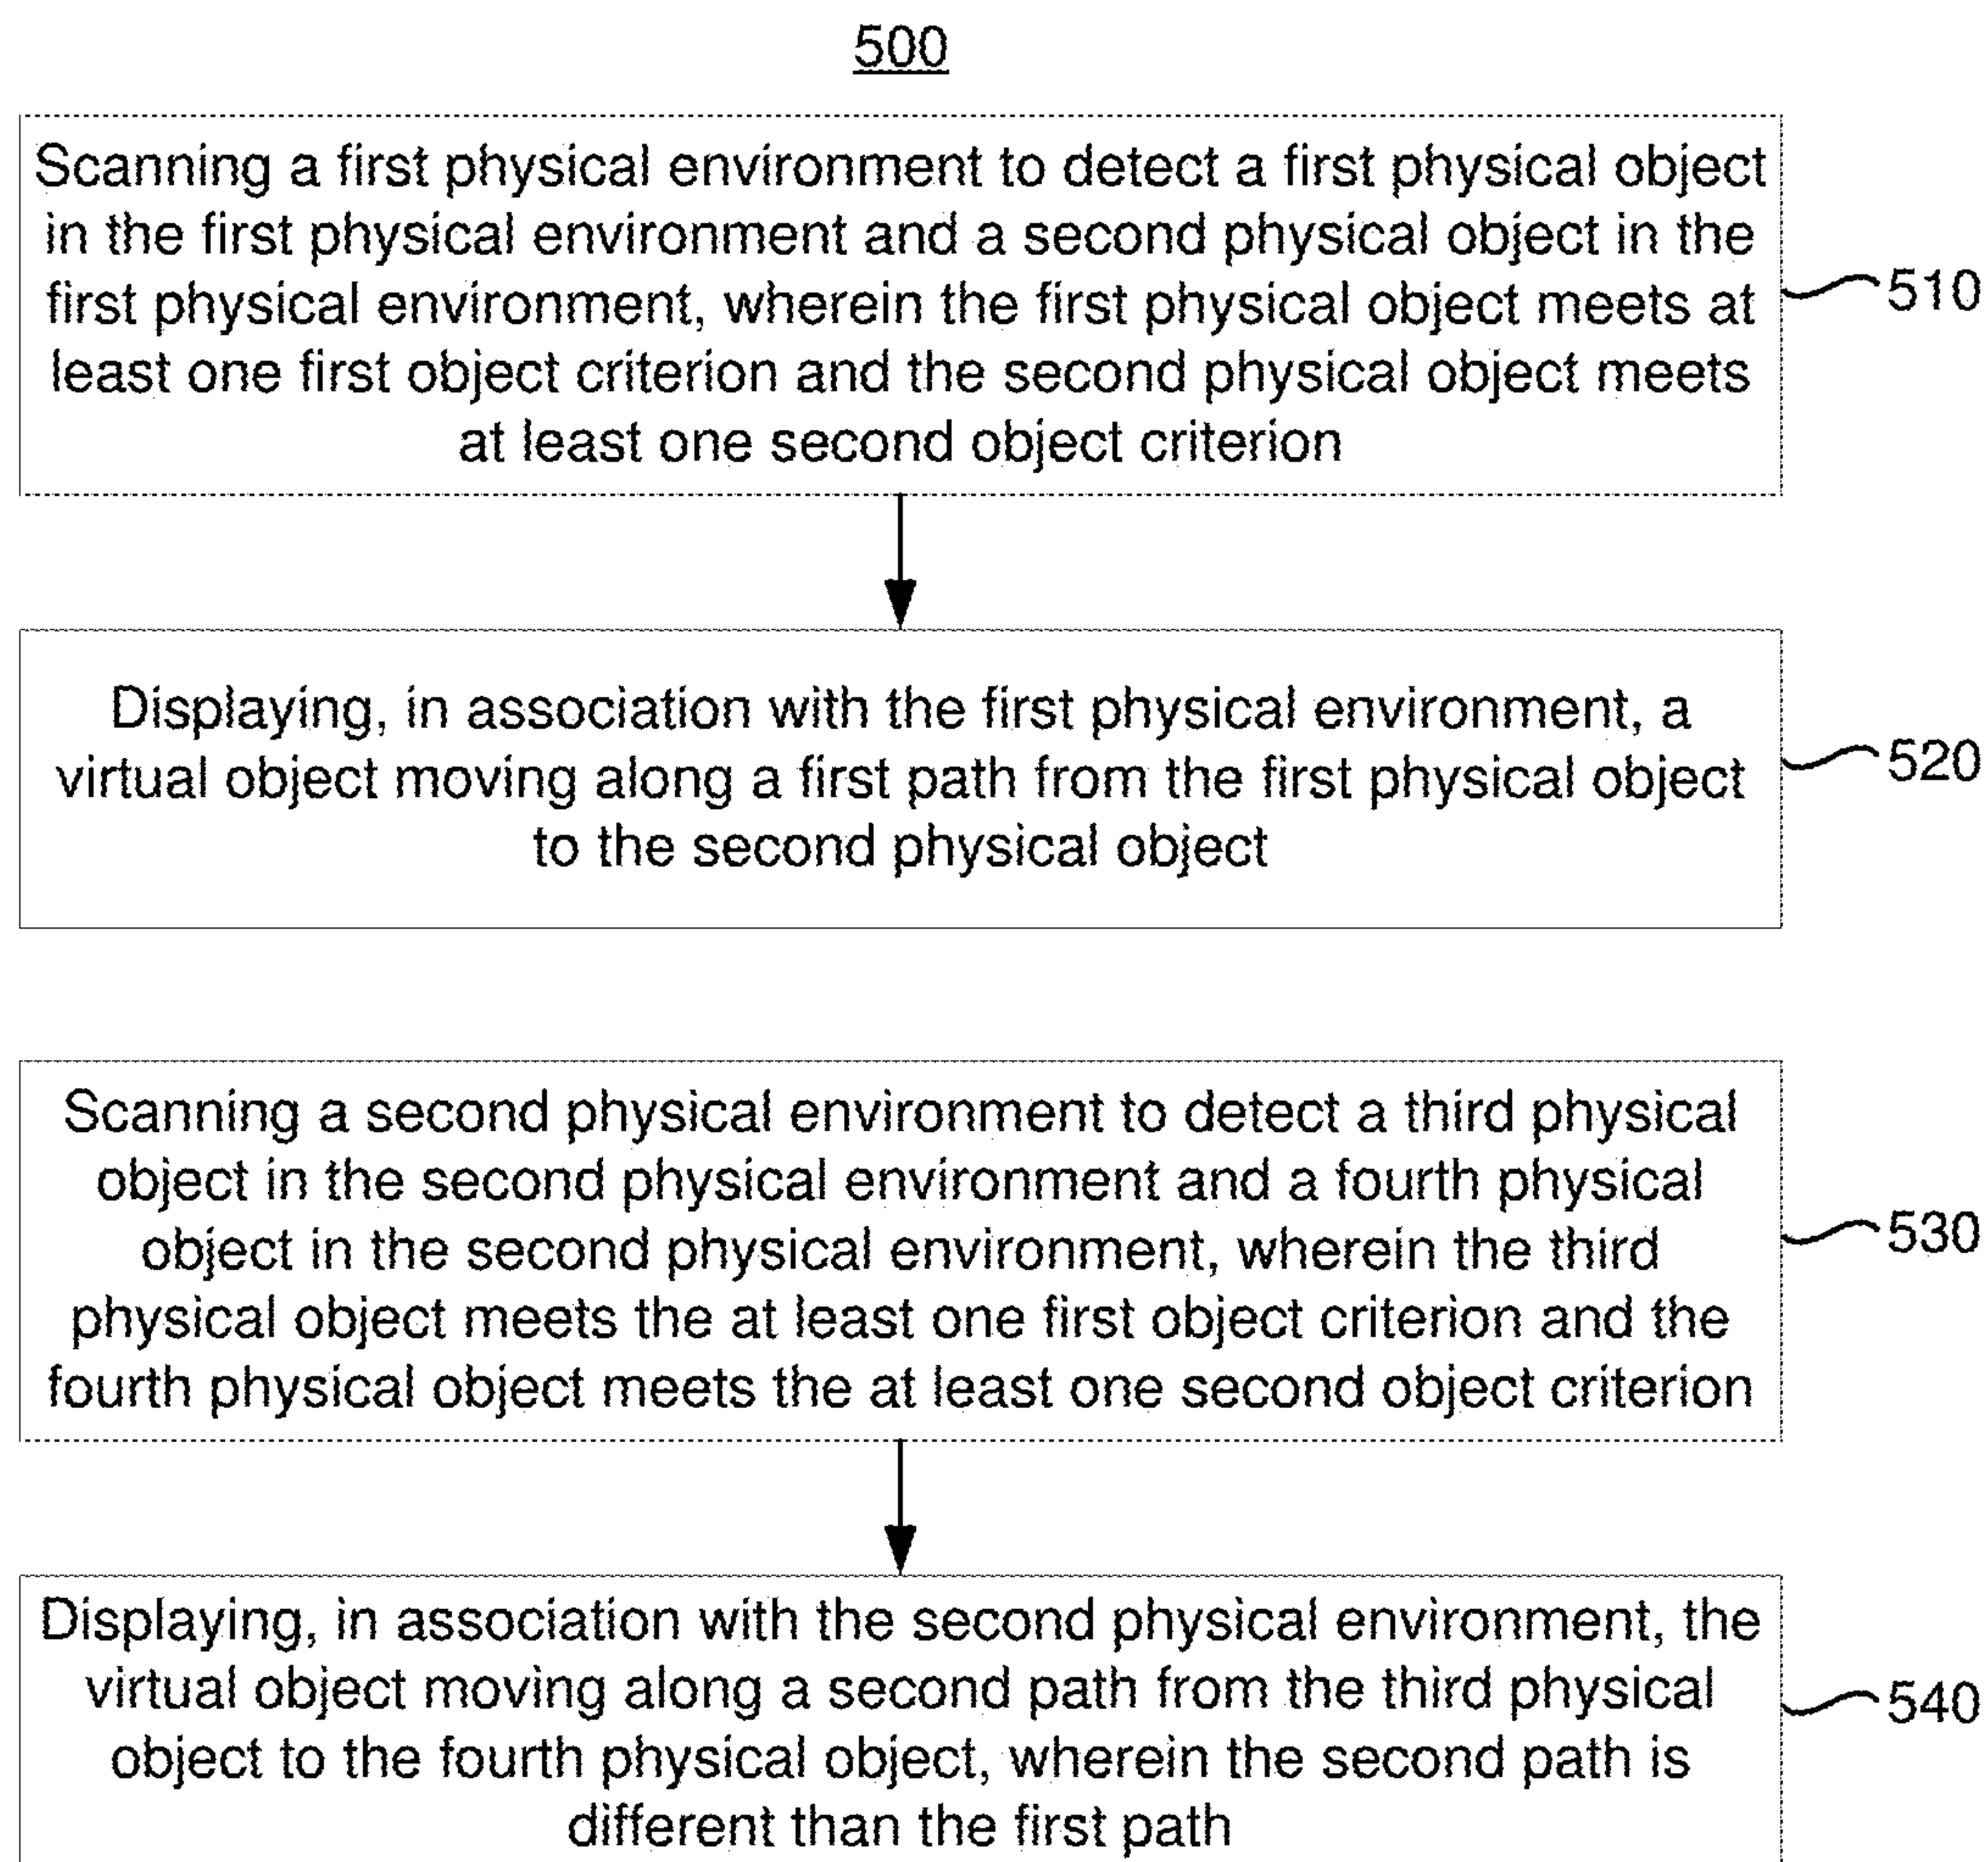 500
Scanning a first physical environment to detect a first physical object
in the first physical environment and a second physical object in the
first physical environment, wherein the first physical object meets at
least one first object criterion and the second physical object meets
at least one second object criterion
510
Displaying, in association with the first physical environment, a
virtual object moving along a first path from the first physical object
to the second physical object
520
Scanning a second physical environment to detect a third physical
object in the second physical environment and a fourth physical
object in the second physical environment, wherein the third
physical object meets the at least one first object criterion and the
fourth physical object meets the at least one second object criterion
530
Displaying, in association with the second physical environment, the
virtual object moving along a second path from the third physical
object to the fourth physical object, wherein the second path is
different than the first path
540